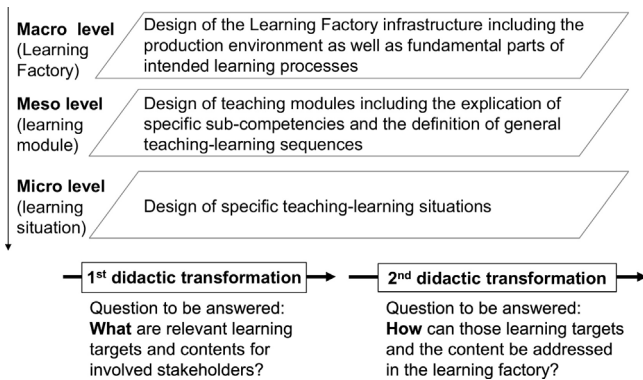 Macro level
(Learning
Factory)
Design of the Learning Factory infrastructure including the
production environment as well as fundamental parts of
intended learning processes
Meso level
(learning
module)
Design of teaching modules including the explication of
specific sub-competencies and the definition of general
teaching-learning sequences
Micro level
(learning
situation)
Design of specific teaching-learning situations
1st didactic transformation
Question to be answered:
What are relevant learning
targets and contents for
involved stakeholders?
2nd didactic transformation
Question to be answered:
How can those learning targets
and the content be addressed
in the learning factory?